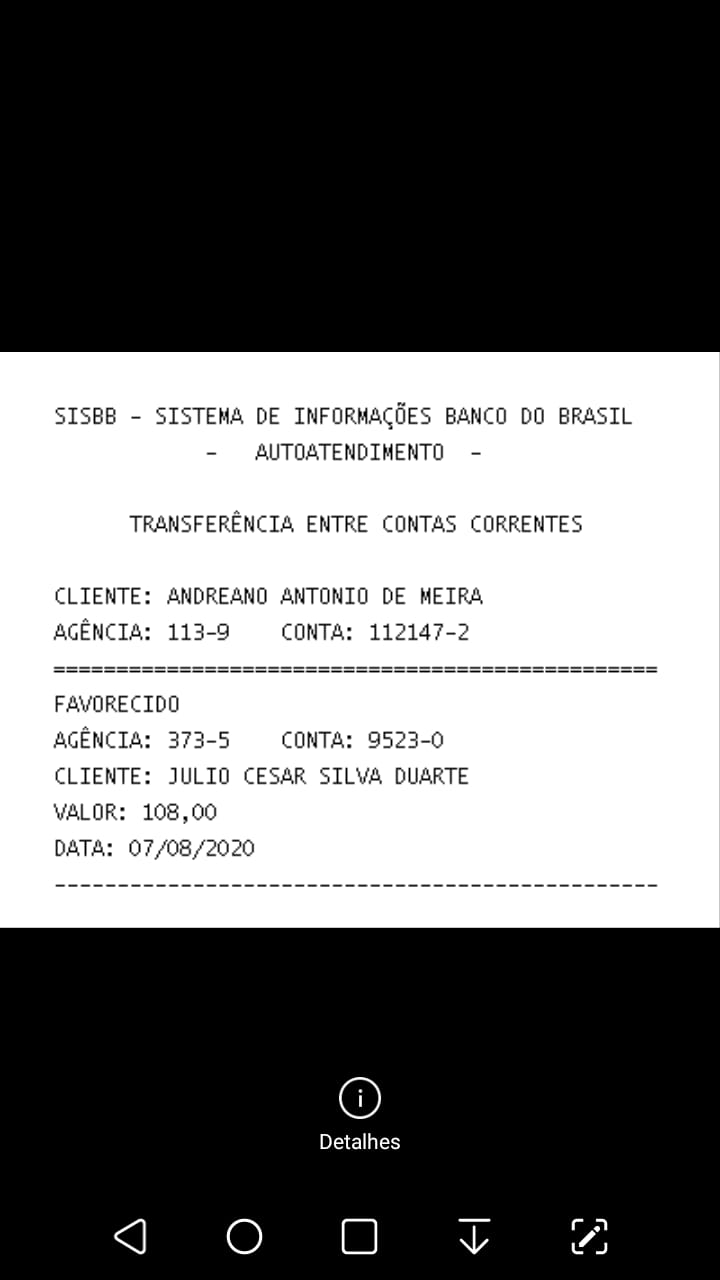 SISBB - SISTEMA DE INFORMAÇÕES BANCO DO BRASIL
- AUTOATENDIMENTO -
TRANSFERÊNCIA ENTRE CONTAS CORRENTES
CLIENTE: ANDREANO ANTONIO DE MEIRA
AGÊNCIA: 113-9 CONTA: 112147-2
================================================
FAVORECIDO
AGÊNCIA: 373-5 CONTA: 9523-0
CLIENTE: JULIO CESAR SILVA DUARTE
VALOR: 108,00
DATA: 07/08/2020
------------------------------------------------
Detalhes